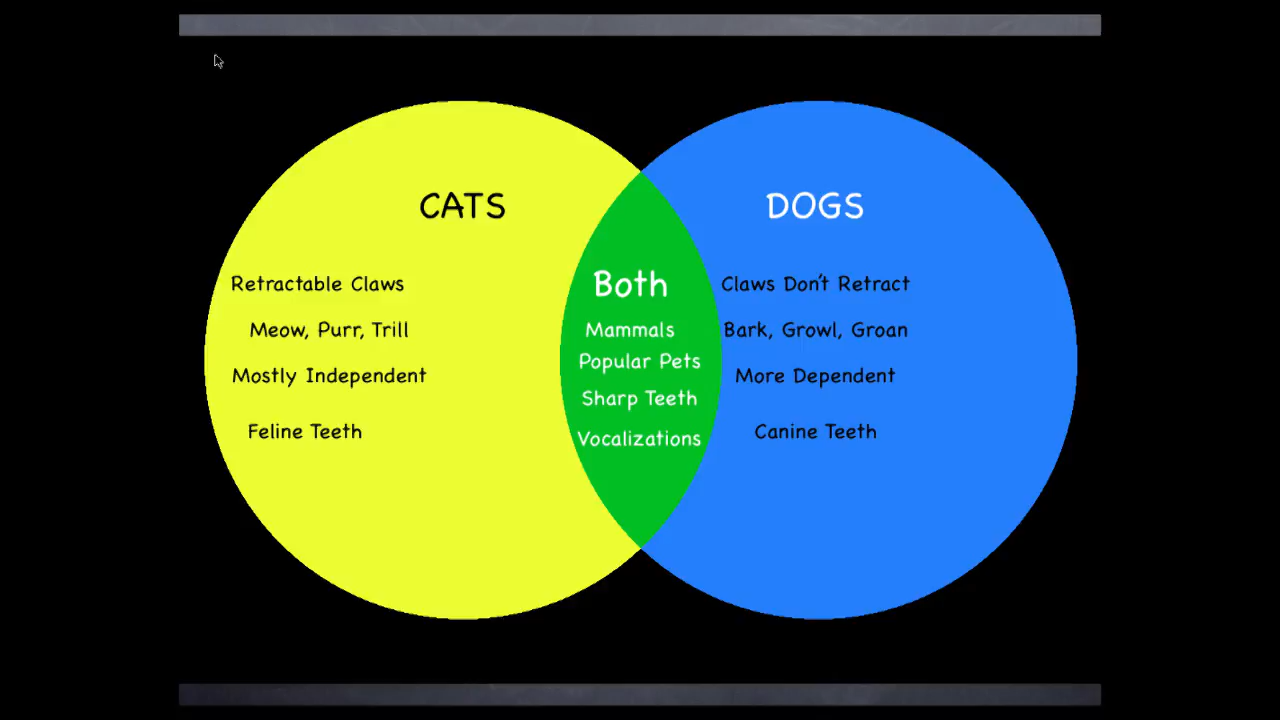 CATS
Retractable Claws
Meow, Purr, Trill
Mostly Independent
Feline Teeth
Both
Mammals
Popular Pets
Sharp Teeth
Vocalizations
DOGS
Claws Don't Retract
Bark, Growl, Groan
More Dependent
Canine Teeth